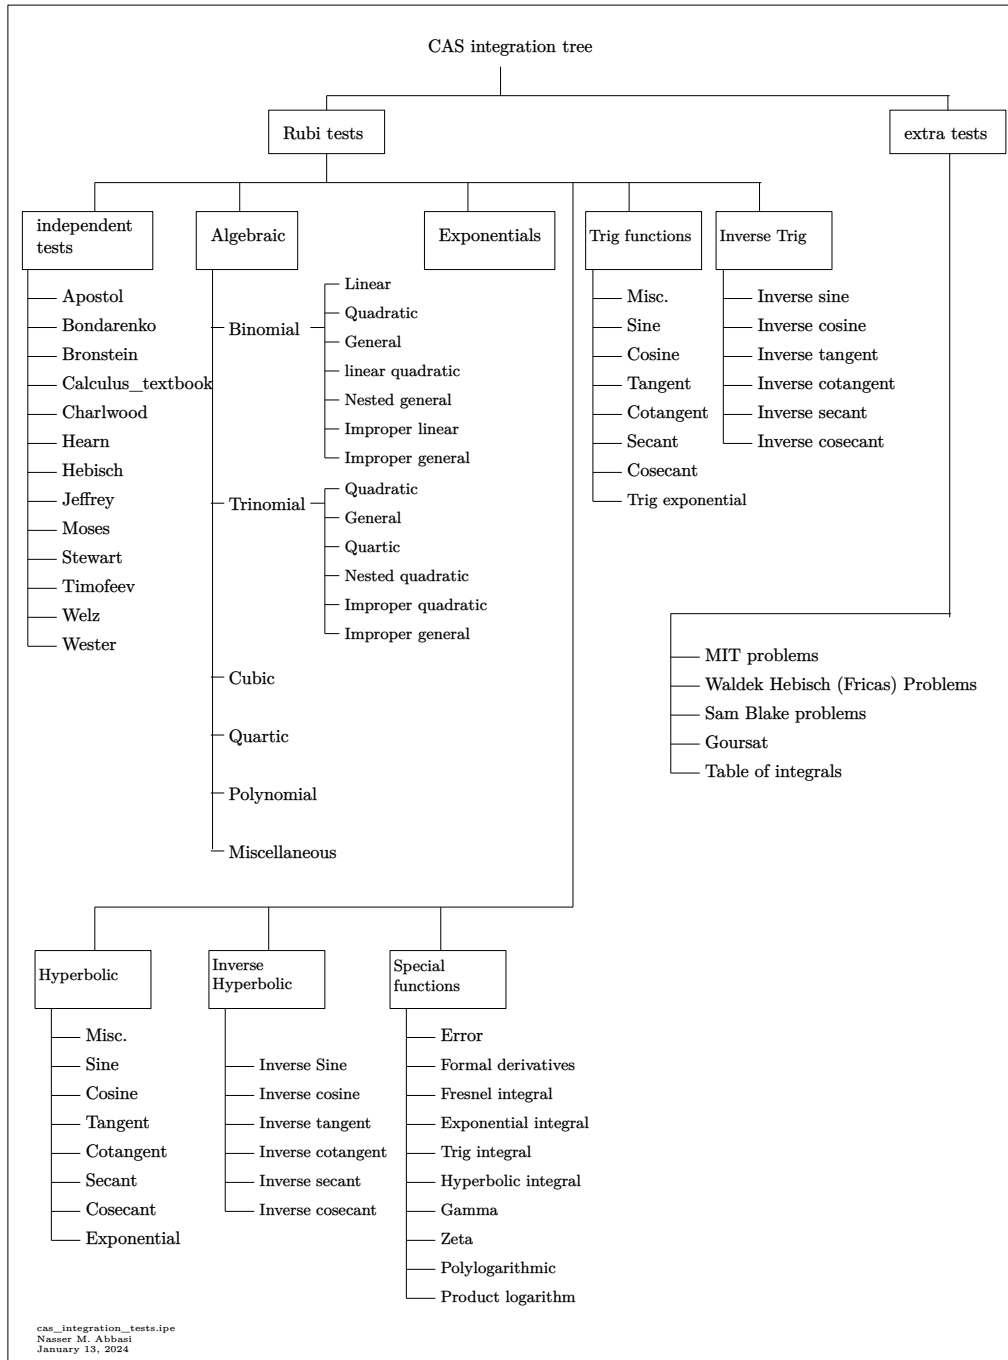 CAS integration tree
Rubi tests
extra tests
independent
tests
Apostol
Bondarenko
Bronstein
Calculus_textbook
Charlwood
Hearn
Hebisch
Jeffrey
Moses
Stewart
Timofeev
Welz
Wester
Algebraic
Binomial
Linear
Quadratic
General
linear quadratic
Nested general
Improper linear
Improper general
Trinomial
Quadratic
General
Quartic
Nested quadratic
Improper quadratic
Improper general
Cubic
Quartic
Polynomial
Miscellaneous
Exponentials
Trig functions
Misc.
Sine
Cosine
Tangent
Cotangent
Secant
Cosecant
Trig exponential
Inverse Trig
Inverse sine
Inverse cosine
Inverse tangent
Inverse cotangent
Inverse secant
Inverse cosecant
MIT problems
Waldek Hebisch (Fricas) Problems
Sam Blake problems
Goursat
Table of integrals
Hyperbolic
Misc.
Sine
Cosine
Tangent
Cotangent
Secant
Cosecant
Exponential
Inverse
Hyperbolic
Inverse Sine
Inverse cosine
Inverse tangent
Inverse cotangent
Inverse secant
Inverse cosecant
Special
functions
Error
Formal derivatives
Fresnel integral
Exponential integral
Trig integral
Hyperbolic integral
Gamma
Zeta
Polylogarithmic
Product logarithm
cas_integration_tests.ipe
Nasser M. Abbasi
January 13, 2024